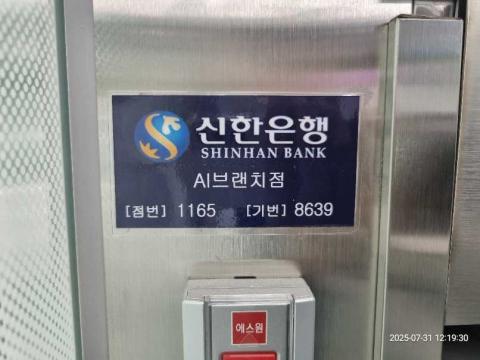 신한은행
SHINHAN BANK
AI브랜치점
[점번] 1165 [기번] 8639
에스원
2025-07-31 12:19:30